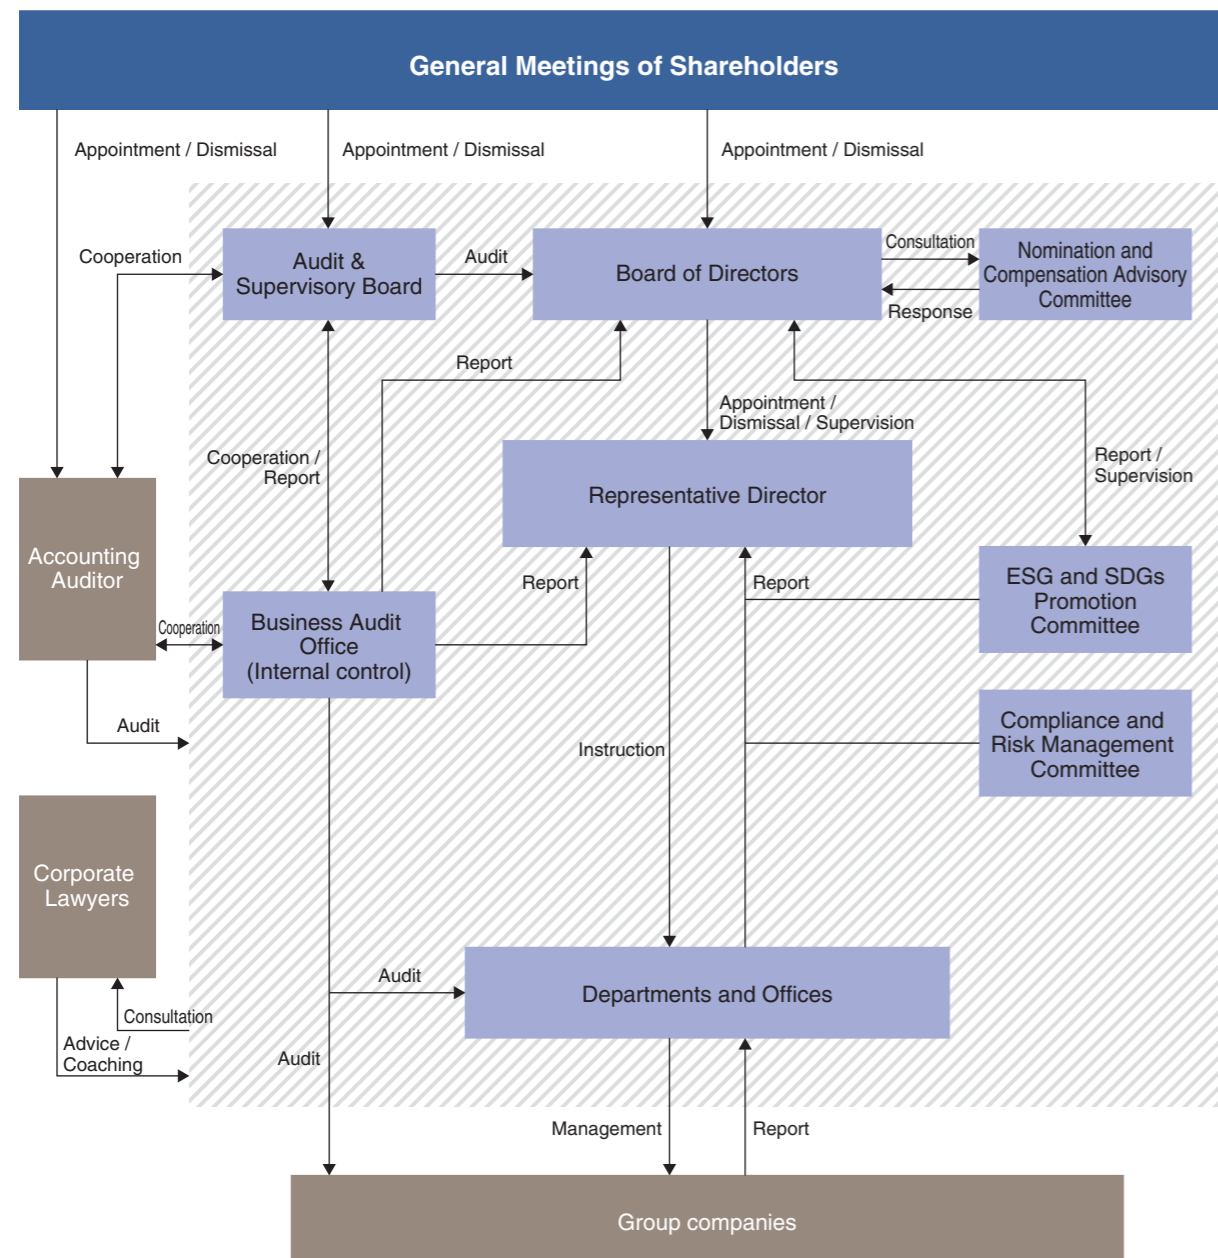 General Meetings of Shareholders
Appointment / Dismissal
Appointment / Dismissal
Appointment / Dismissal
Cooperation
Audit &
Supervisory Board
Audit
Board of Directors
Consultation
Response
Nomination and
Compensation Advisory
Committee
Report
Appointment /
Dismissal / Supervision
Cooperation /
Report
Report /
Supervision
Representative Director
Accounting
Auditor
Cooperation
Business Audit
Office
(Internal control)
Report
Report
ESG and SDGs
Promotion
Committee
Audit
Instruction
Compliance and
Risk Management
Committee
Corporate
Lawyers
Consultation
Advice /
Coaching
Audit
Departments and Offices
Audit
Management
Report
Group companies